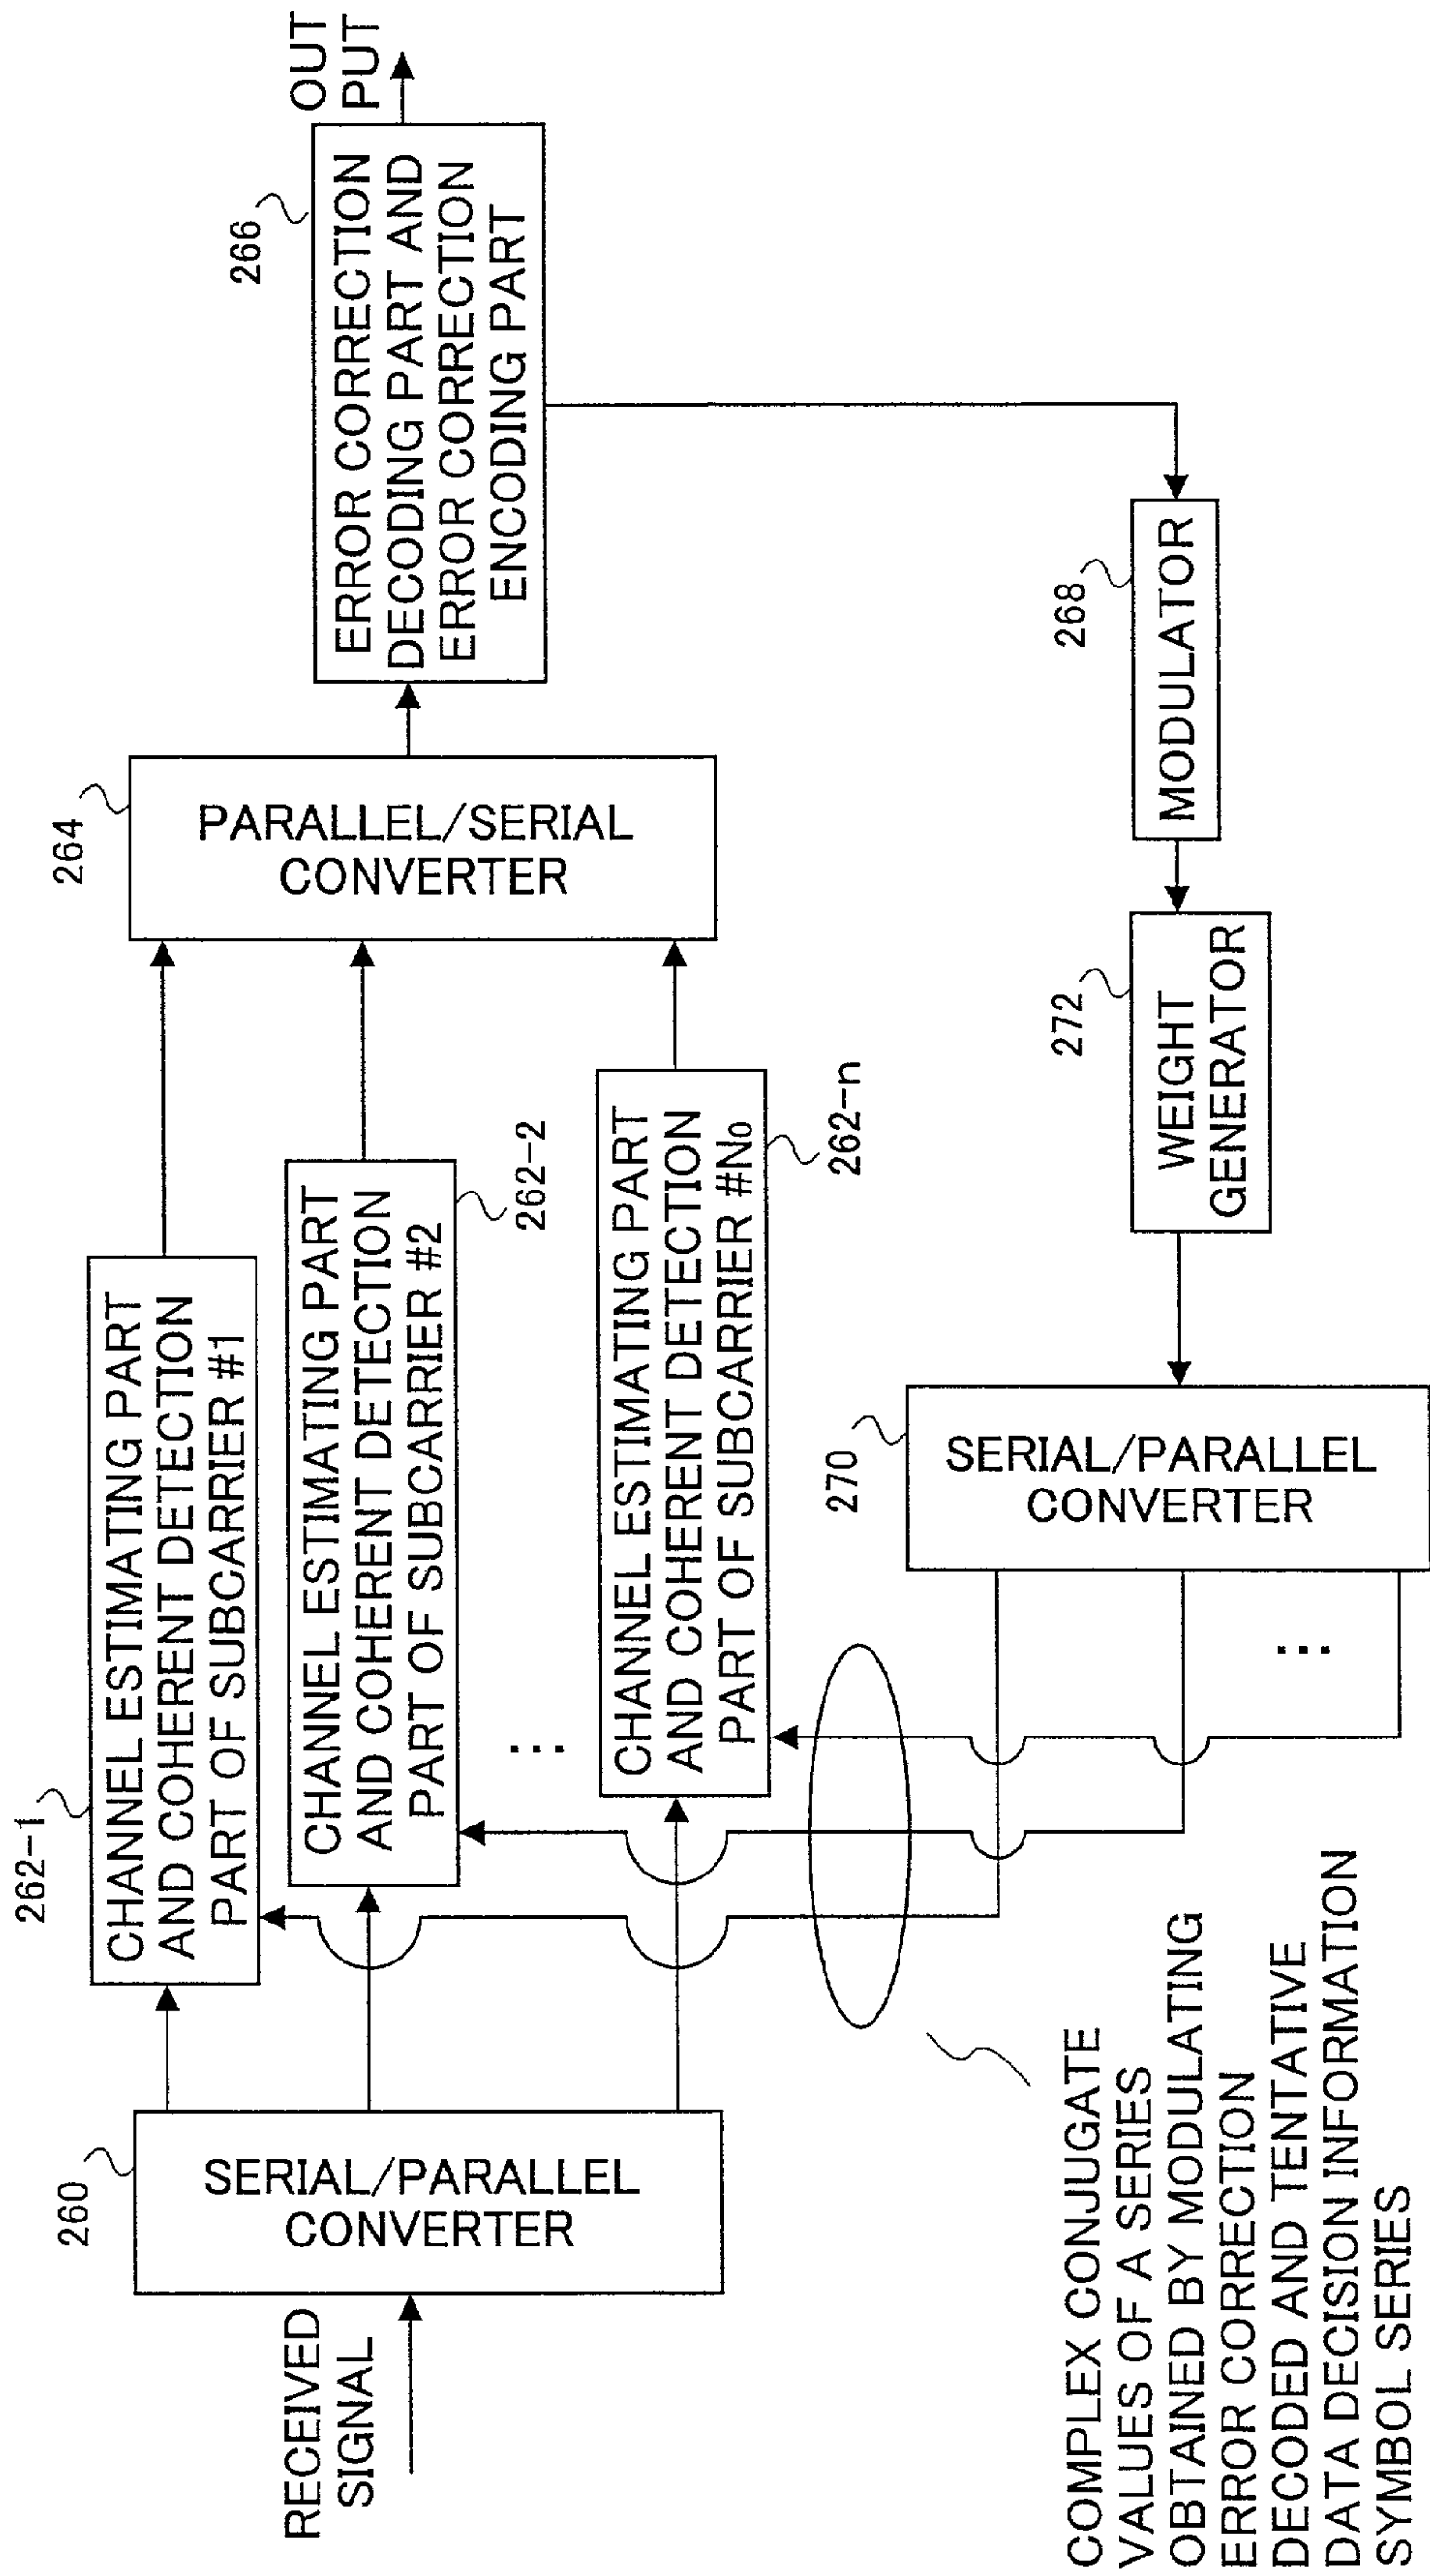 RECEIVED
SIGNAL
260
SERIAL/PARALLEL
CONVERTER
262-1
CHANNEL ESTIMATING PART
AND COHERENT DETECTION
PART OF SUBCARRIER #1
CHANNEL ESTIMATING PART
AND COHERENT DETECTION
PART OF SUBCARRIER #2
262-2
...
CHANNEL ESTIMATING PART
AND COHERENT DETECTION
PART OF SUBCARRIER #N₀
262-n
264
PARALLEL/SERIAL
CONVERTER
266
ERROR CORRECTION
DECODING PART AND
ERROR CORRECTION
ENCODING PART
OUT
PUT
268
MODULATOR
272
WEIGHT
GENERATOR
270
SERIAL/PARALLEL
CONVERTER
...
COMPLEX CONJUGATE
VALUES OF A SERIES
OBTAINED BY MODULATING
ERROR CORRECTION
DECODED AND TENTATIVE
DATA DECISION INFORMATION
SYMBOL SERIES